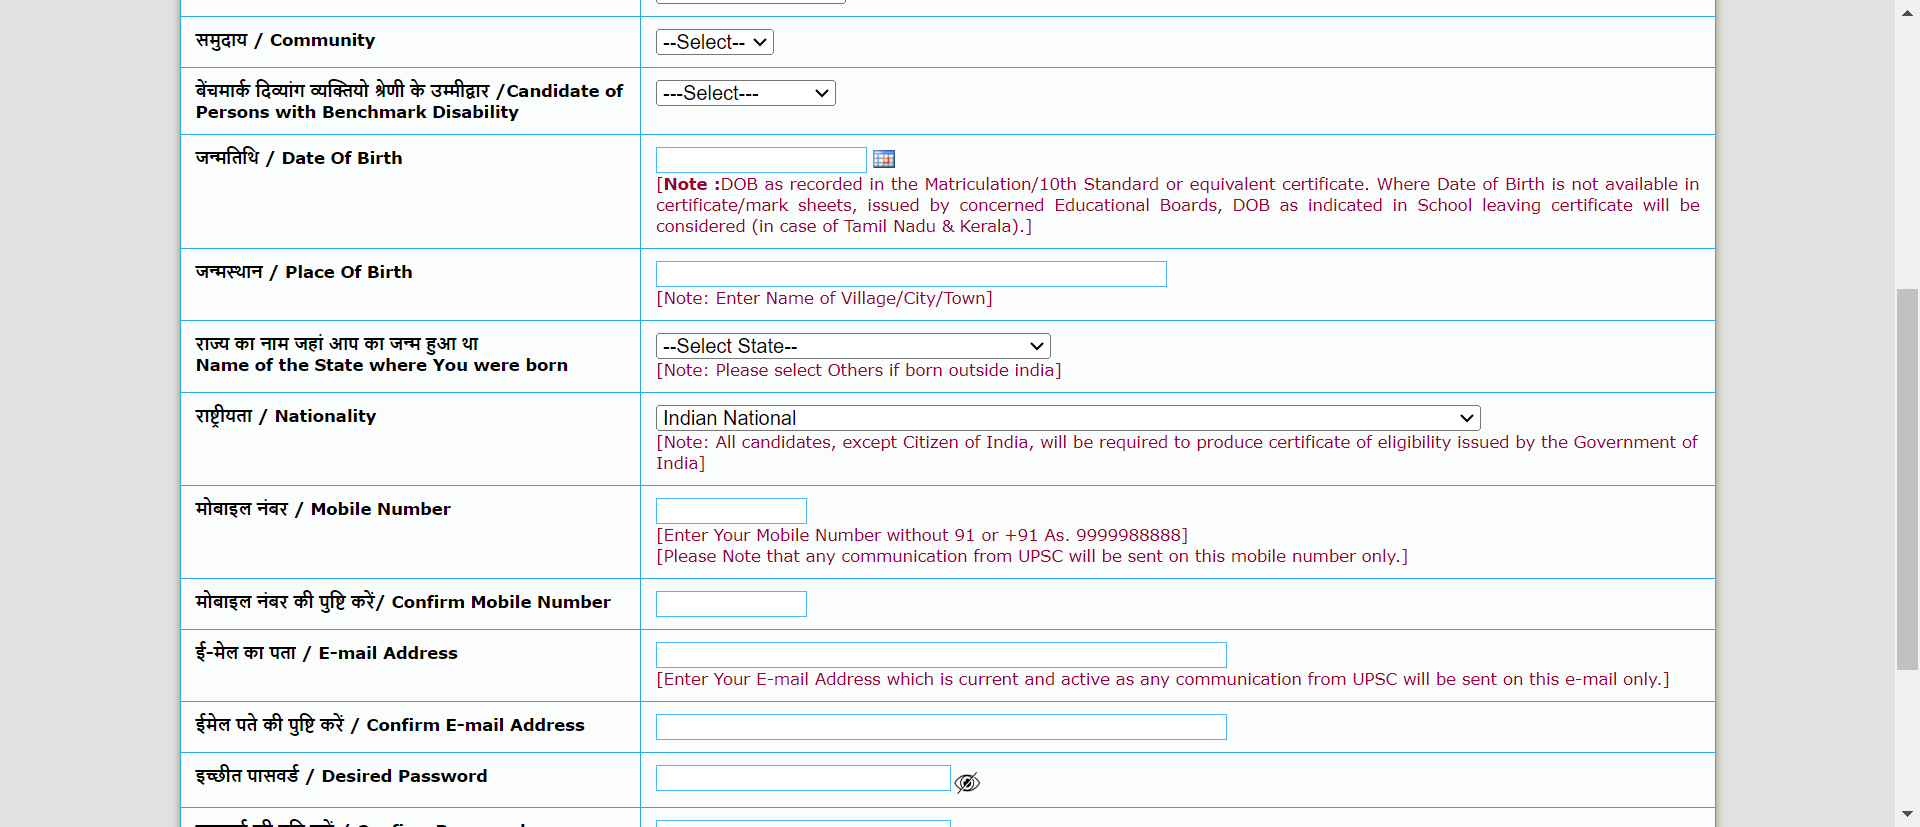 समुदाय / Community
--Select--
बेंचमार्क दिव्यांग व्यक्तियो श्रेणी के उम्मीद्वार /Candidate of
Persons with Benchmark Disability
---Select---
जन्मतिथि / Date Of Birth
[Note :DOB as recorded in the Matriculation/10th Standard or equivalent certificate. Where Date of Birth is not available in
certificate/mark sheets, issued by concerned Educational Boards, DOB as indicated in School leaving certificate will be
considered (in case of Tamil Nadu & Kerala).]
जन्मस्थान / Place Of Birth
[Note: Enter Name of Village/City/Town]
राज्य का नाम जहां आप का जन्म हुआ था
Name of the State where You were born
--Select State--
[Note: Please select Others if born outside india]
राष्ट्रीयता / Nationality
Indian National
[Note: All candidates, except Citizen of India, will be required to produce certificate of eligibility issued by the Government of
India]
मोबाइल नंबर / Mobile Number
[Enter Your Mobile Number without 91 or +91 As. 9999988888]
[Please Note that any communication from UPSC will be sent on this mobile number only.]
मोबाइल नंबर की पुष्टि करें/ Confirm Mobile Number
ई-मेल का पता / E-mail Address
[Enter Your E-mail Address which is current and active as any communication from UPSC will be sent on this e-mail only.]
ईमेल पते की पुष्टि करें / Confirm E-mail Address
इच्छीत पासवर्ड / Desired Password